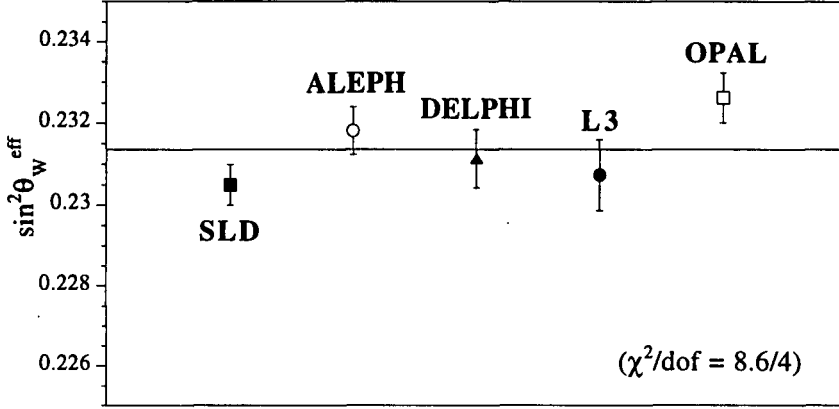 0.234
OPAL
ALEPH
DELPHI
0.232
L3
sin²θ_W^eff
0.23
SLD
0.228
0.226
(χ²/dof = 8.6/4)